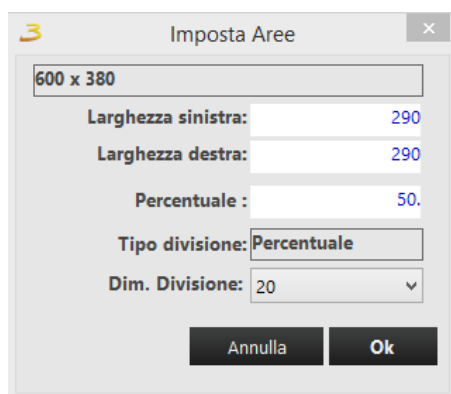 Imposta Aree
600 x 380
Larghezza sinistra: 290
Larghezza destra: 290
Percentuale : 50.
Tipo divisione: Percentuale
Dim. Divisione: 20
Annulla Ok